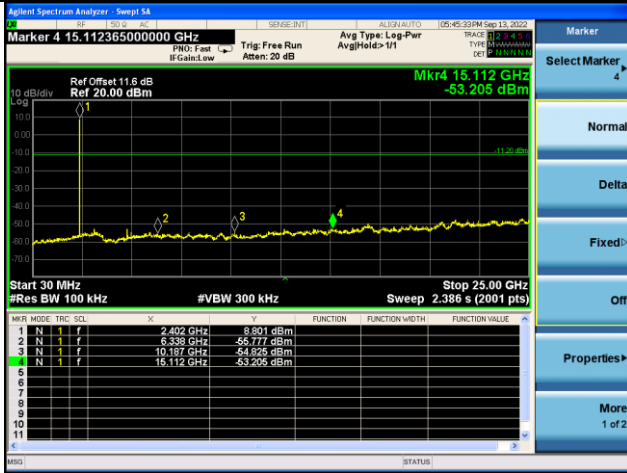 Agilent Spectrum Analyzer - Swept SA
RF 50 Ω AC SENSE:INT ALIGN AUTO 05:45:33 PM Sep 13, 2022
Marker 4 15.112365000000 GHz
PNO: Fast
IFGain:Low
Trig: Free Run
Atten: 20 dB
Avg Type: Log-Pwr
Avg|Hold:>1/1
TRACE 1 2 3 4 5 6
TYPE M
DET P N N N N N
Ref Offset 11.6 dB
Ref 20.00 dBm
10 dB/div
Log
Mkr4 15.112 GHz
-53.205 dBm
10.0
0.00
-10.0
-20.0
-30.0
-40.0
-50.0
-60.0
-70.0
-11.20 dBm
1
2
3
4
Start 30 MHz
Stop 25.00 GHz
#Res BW 100 kHz
#VBW 300 kHz
Sweep 2.386 s (2001 pts)
MKR MODE TRC SCL X Y FUNCTION FUNCTION WIDTH FUNCTION VALUE
1 N 1 f 2.402 GHz 8.801 dBm
2 N 1 f 6.338 GHz -55.777 dBm
3 N 1 f 10.187 GHz -54.825 dBm
4 N 1 f 15.112 GHz -53.205 dBm
5
6
7
8
9
10
11
MSG
STATUS
Marker
Select Marker
4
Normal
Delta
Fixed
Off
Properties
More
1 of 2